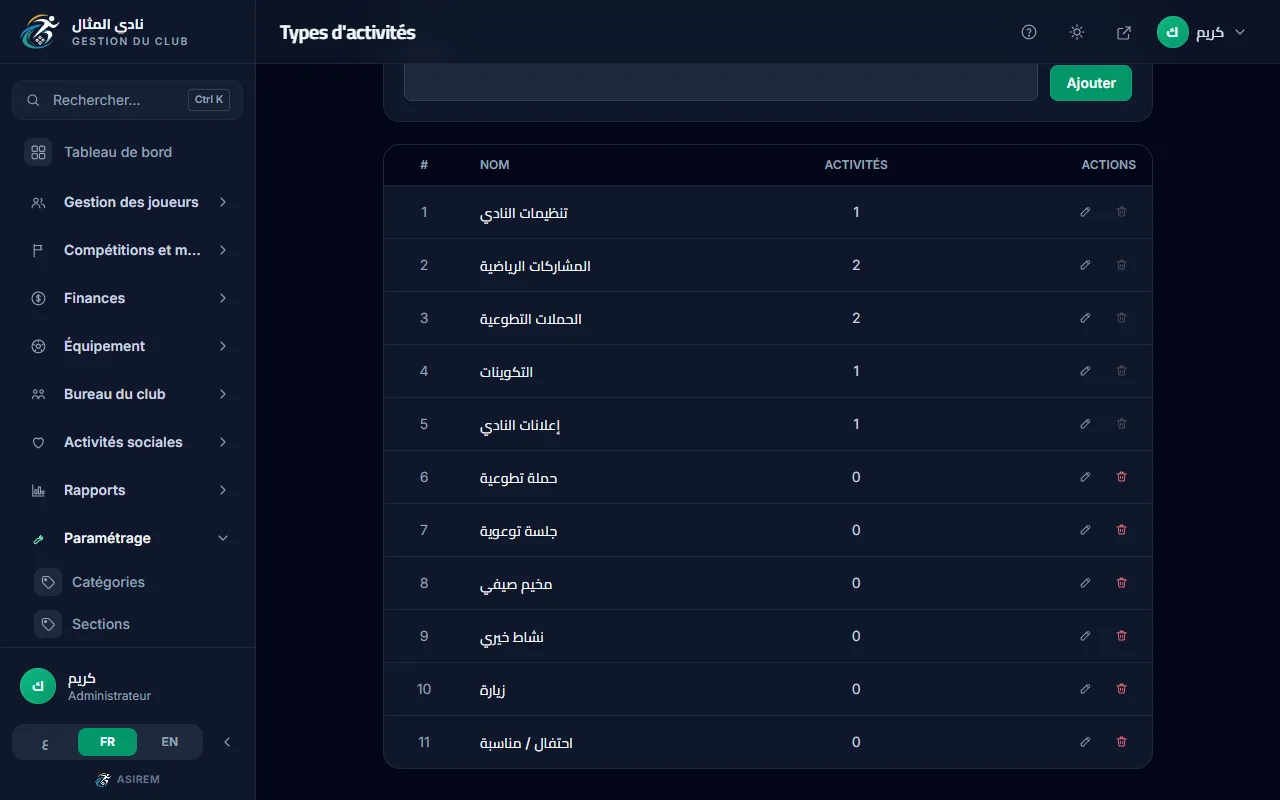 نادي المثال
GESTION DU CLUB
Types d'activités
ك كريم
Rechercher... Ctrl K
Tableau de bord
Gestion des joueurs
Compétitions et m...
Finances
Équipement
Bureau du club
Activités sociales
Rapports
Paramétrage
Catégories
Sections
ك كريم
Administrateur
ع FR EN
ASIREM
Ajouter
# NOM ACTIVITÉS ACTIONS
1 تنظيمات النادي 1
2 المشاركات الرياضية 2
3 الحملات التطوعية 2
4 التكوينات 1
5 إعلانات النادي 1
6 حملة تطوعية 0
7 جلسة توعوية 0
8 مخيم صيفي 0
9 نشاط خيري 0
10 زيارة 0
11 احتفال / مناسبة 0